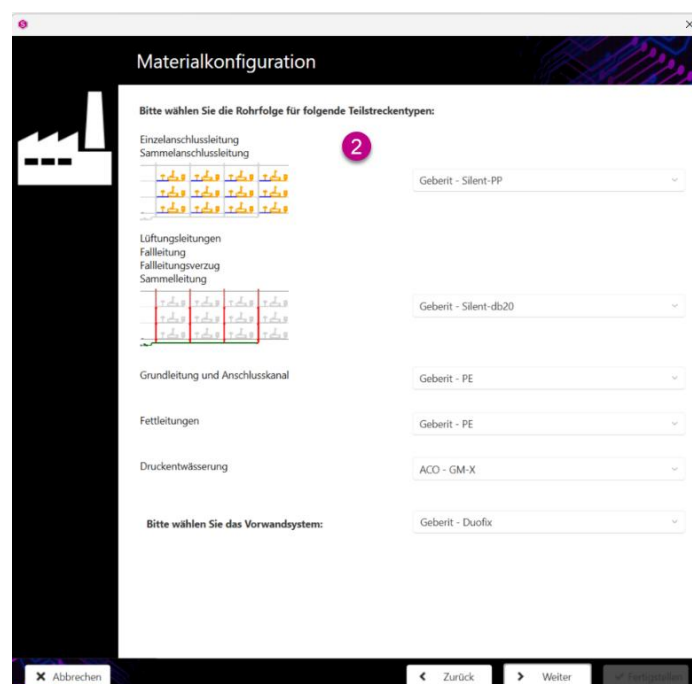 Materialkonfiguration
Bitte wählen Sie die Rohrfolge für folgende Teilstreckentypen:
Einzelanschlussleitung
Sammelanschlussleitung
2
Geberit - Silent-PP
Lüftungsleitungen
Fallleitung
Fallleitungsverzug
Sammelleitung
Geberit - Silent-db20
Grundleitung und Anschlusskanal
Geberit - PE
Fettleitungen
Geberit - PE
Druckentwässerung
ACO - GM-X
Bitte wählen Sie das Vorwandsystem:
Geberit - Duofix
Abbrechen
Zurück
Weiter
Fertigstellen